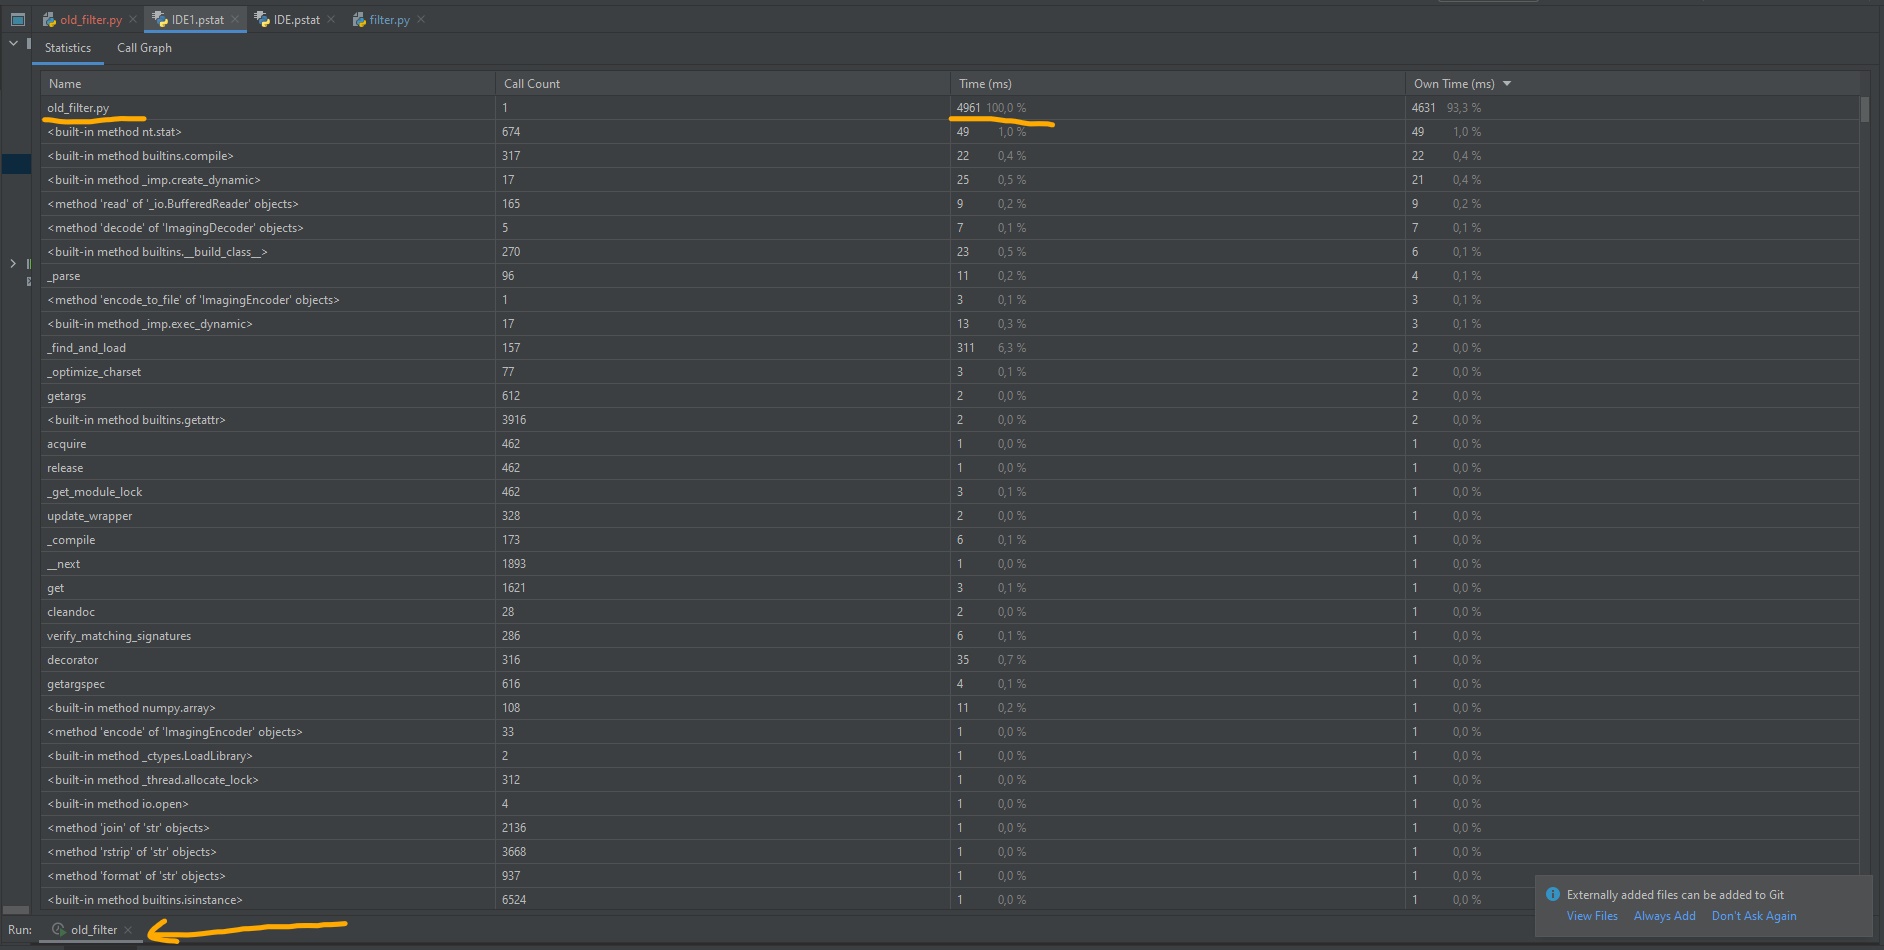 old_filter.py IDE1.pstat IDE.pstat filter.py
Statistics Call Graph
Name Call Count Time (ms) Own Time (ms)
old_filter.py 1 4961 100,0 % 4631 93,3 %
<built-in method nt.stat> 674 49 1,0 % 49 1,0 %
<built-in method builtins.compile> 317 22 0,4 % 22 0,4 %
<built-in method _imp.create_dynamic> 17 25 0,5 % 21 0,4 %
<method 'read' of '_io.BufferedReader' objects> 165 9 0,2 % 9 0,2 %
<method 'decode' of 'ImagingDecoder' objects> 5 7 0,1 % 7 0,1 %
<built-in method builtins.__build_class__> 270 23 0,5 % 6 0,1 %
_parse 96 11 0,2 % 4 0,1 %
<method 'encode_to_file' of 'ImagingEncoder' objects> 1 3 0,1 % 3 0,1 %
<built-in method _imp.exec_dynamic> 17 13 0,3 % 3 0,1 %
_find_and_load 157 311 6,3 % 2 0,0 %
_optimize_charset 77 3 0,1 % 2 0,0 %
getargs 612 2 0,0 % 2 0,0 %
<built-in method builtins.getattr> 3916 2 0,0 % 2 0,0 %
acquire 462 1 0,0 % 1 0,0 %
release 462 1 0,0 % 1 0,0 %
_get_module_lock 462 3 0,1 % 1 0,0 %
update_wrapper 328 2 0,0 % 1 0,0 %
_compile 173 6 0,1 % 1 0,0 %
__next 1893 1 0,0 % 1 0,0 %
get 1621 3 0,1 % 1 0,0 %
cleandoc 28 2 0,0 % 1 0,0 %
verify_matching_signatures 286 6 0,1 % 1 0,0 %
decorator 316 35 0,7 % 1 0,0 %
getargspec 616 4 0,1 % 1 0,0 %
<built-in method numpy.array> 108 11 0,2 % 1 0,0 %
<method 'encode' of 'ImagingEncoder' objects> 33 1 0,0 % 1 0,0 %
<built-in method _ctypes.LoadLibrary> 2 1 0,0 % 1 0,0 %
<built-in method _thread.allocate_lock> 312 1 0,0 % 1 0,0 %
<built-in method io.open> 4 1 0,0 % 1 0,0 %
<method 'join' of 'str' objects> 2136 1 0,0 % 1 0,0 %
<method 'rstrip' of 'str' objects> 3668 1 0,0 % 1 0,0 %
<method 'format' of 'str' objects> 937 1 0,0 % 1 0,0 %
<built-in method builtins.isinstance> 6524 1 0,0 % 1 0,0 %
Externally added files can be added to Git
View Files Always Add Don't Ask Again
Run: old_filter